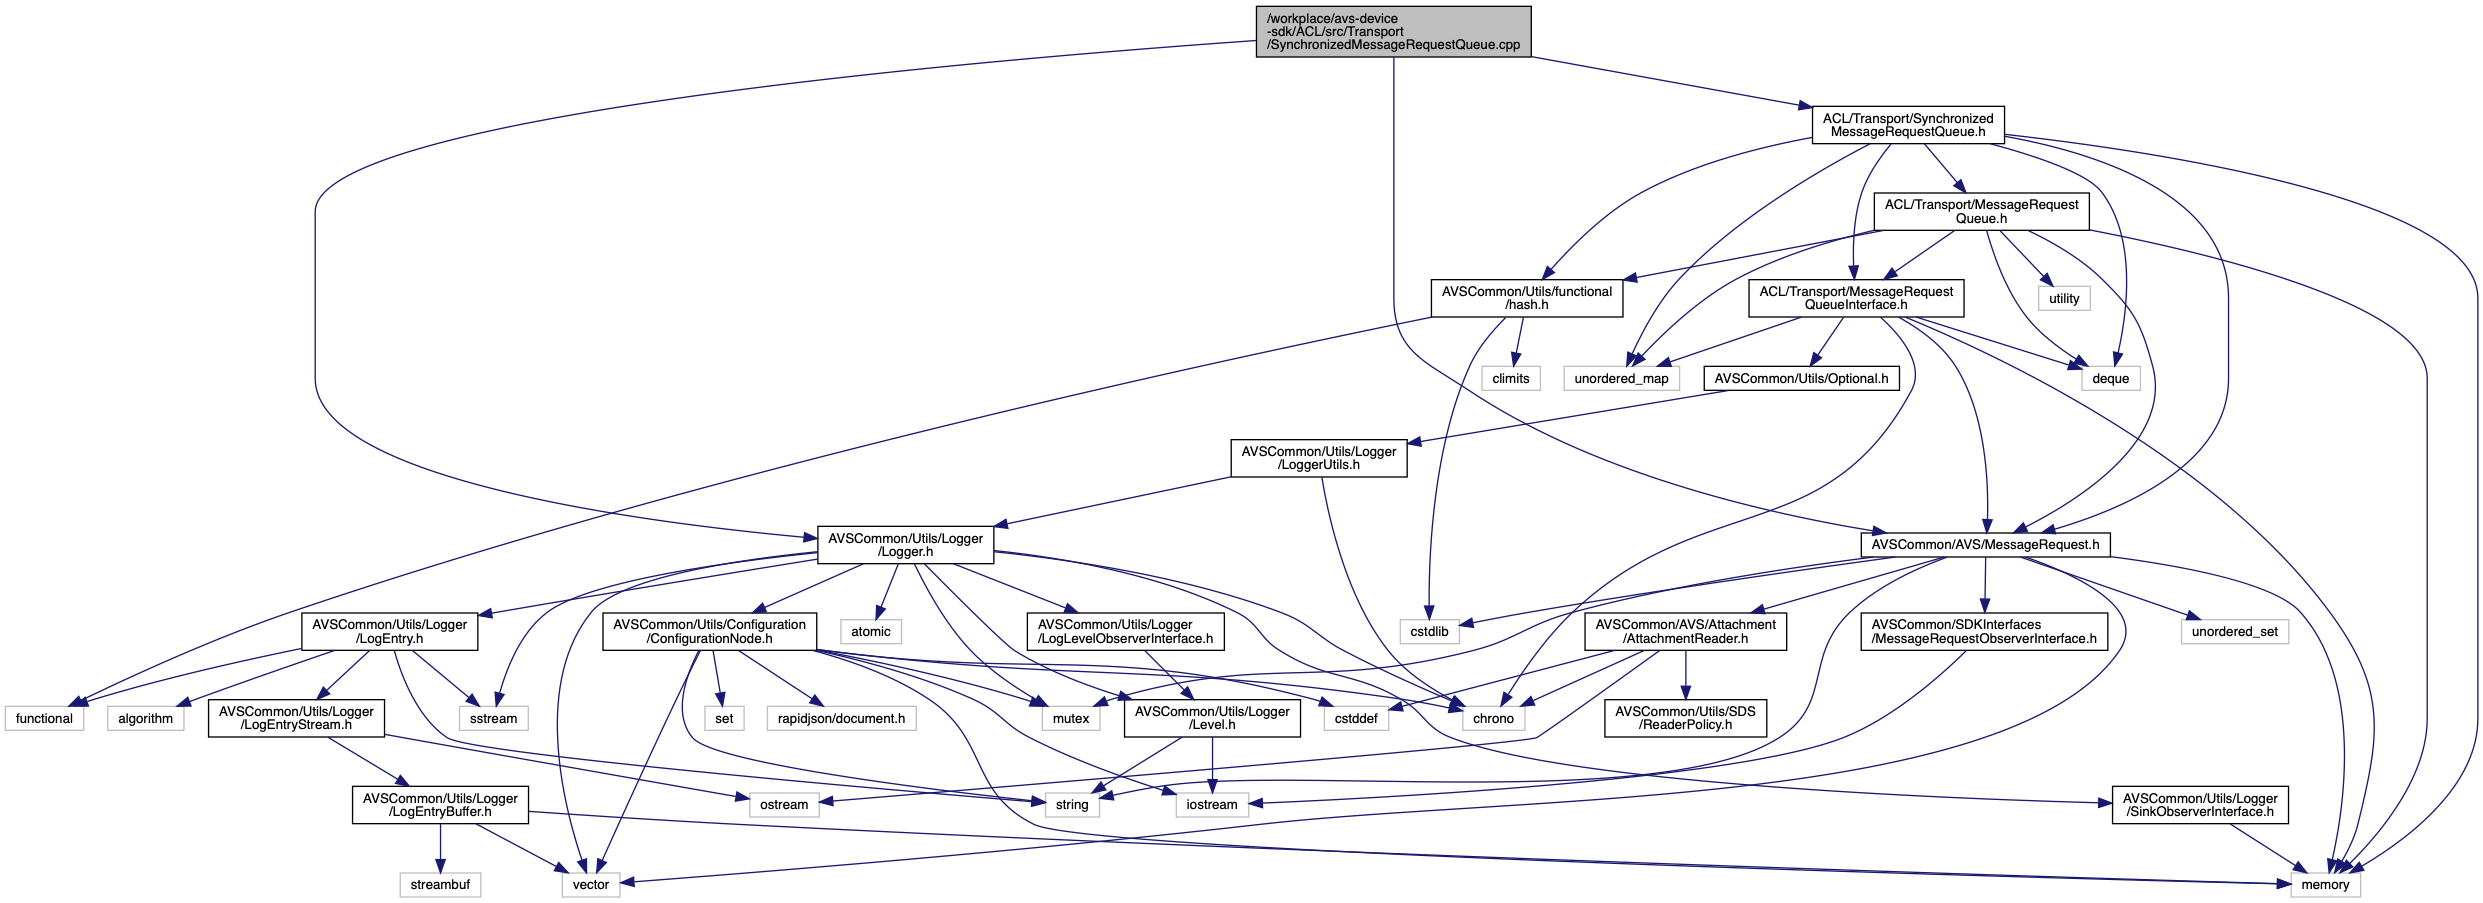 /workplace/avs-device
-sdk/ACL/src/Transport
/SynchronizedMessageRequestQueue.cpp
ACL/Transport/Synchronized
MessageRequestQueue.h
ACL/Transport/MessageRequest
Queue.h
AVSCommon/Utils/functional
/hash.h
ACL/Transport/MessageRequest
QueueInterface.h
utility
climits
unordered_map
AVSCommon/Utils/Optional.h
deque
AVSCommon/Utils/Logger
/LoggerUtils.h
AVSCommon/Utils/Logger
/Logger.h
AVSCommon/AVS/MessageRequest.h
AVSCommon/Utils/Logger
/LogEntry.h
AVSCommon/Utils/Configuration
/ConfigurationNode.h
atomic
AVSCommon/Utils/Logger
/LogLevelObserverInterface.h
cstdlib
AVSCommon/AVS/Attachment
/AttachmentReader.h
AVSCommon/SDKInterfaces
/MessageRequestObserverInterface.h
unordered_set
functional
algorithm
AVSCommon/Utils/Logger
/LogEntryStream.h
sstream
set
rapidjson/document.h
mutex
AVSCommon/Utils/Logger
/Level.h
cstddef
chrono
AVSCommon/Utils/SDS
/ReaderPolicy.h
AVSCommon/Utils/Logger
/LogEntryBuffer.h
ostream
string
iostream
AVSCommon/Utils/Logger
/SinkObserverInterface.h
streambuf
vector
memory